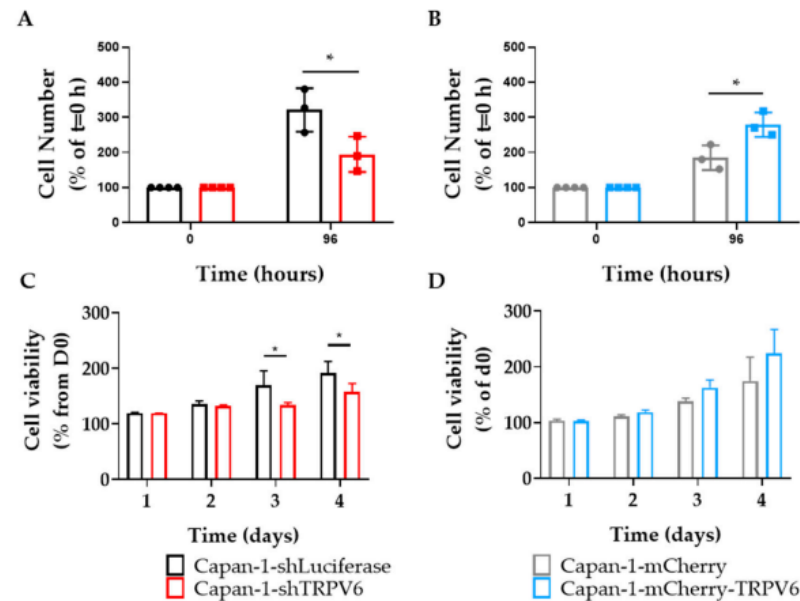 A
B
Cell Number
(% of t=0 h)
500
400
300
200
100
0
*
0
96
Time (hours)
Cell Number
(% of t=0 h)
500
400
300
200
100
0
*
0
96
Time (hours)
C
D
Cell viability
(% from D0)
300
200
100
0
*
*
1 2 3 4
Time (days)
Cell viability
(% of d0)
300
200
100
0
1 2 3 4
Time (days)
Capan-1-shLuciferase
Capan-1-shTRPV6
Capan-1-mCherry
Capan-1-mCherry-TRPV6